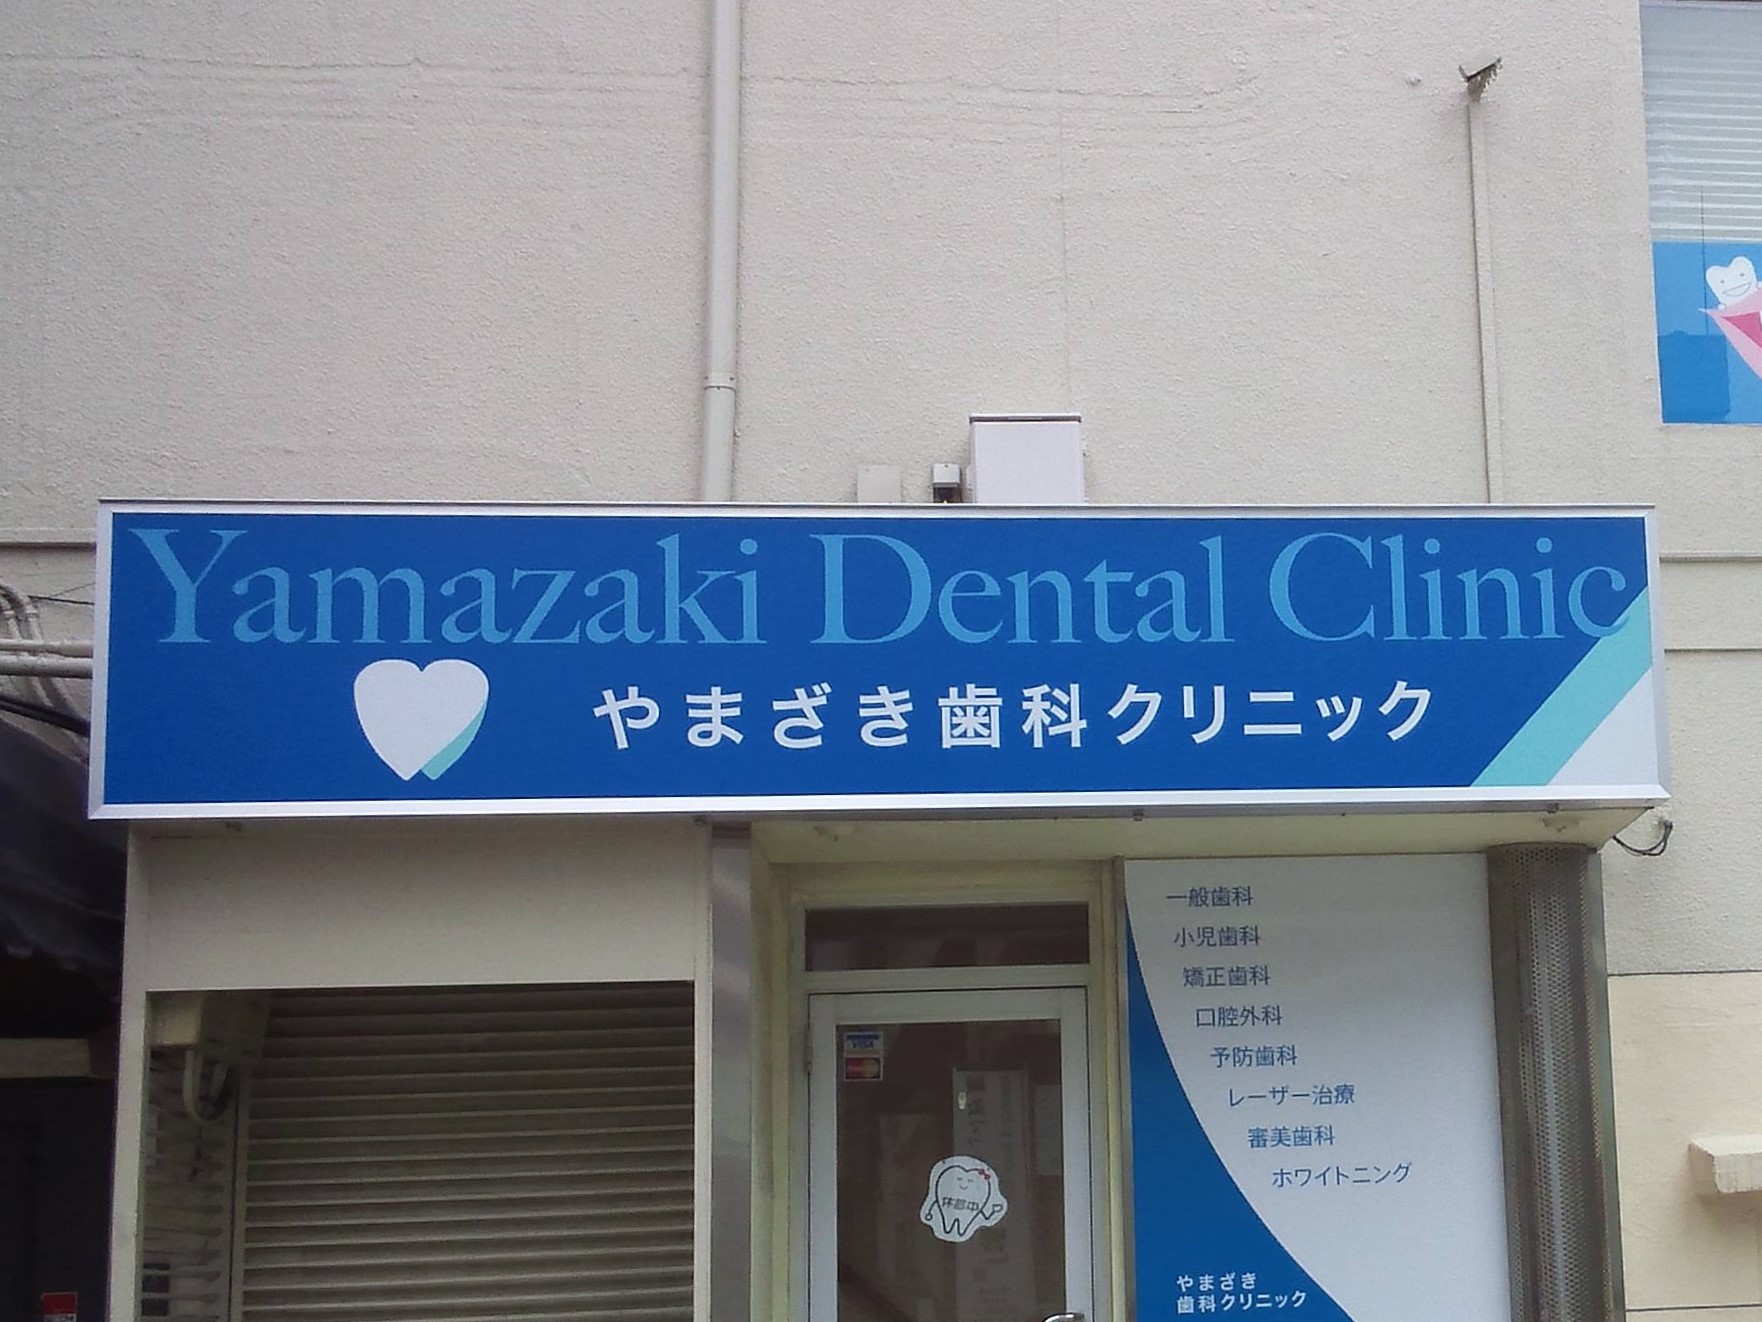 Yamazaki Dental Clinic
やまざき歯科クリニック
一般歯科
小児歯科
矯正歯科
口腔外科
予防歯科
レーザー治療
審美歯科
ホワイトニング
やまざき
歯科クリニック
VISA
休診中